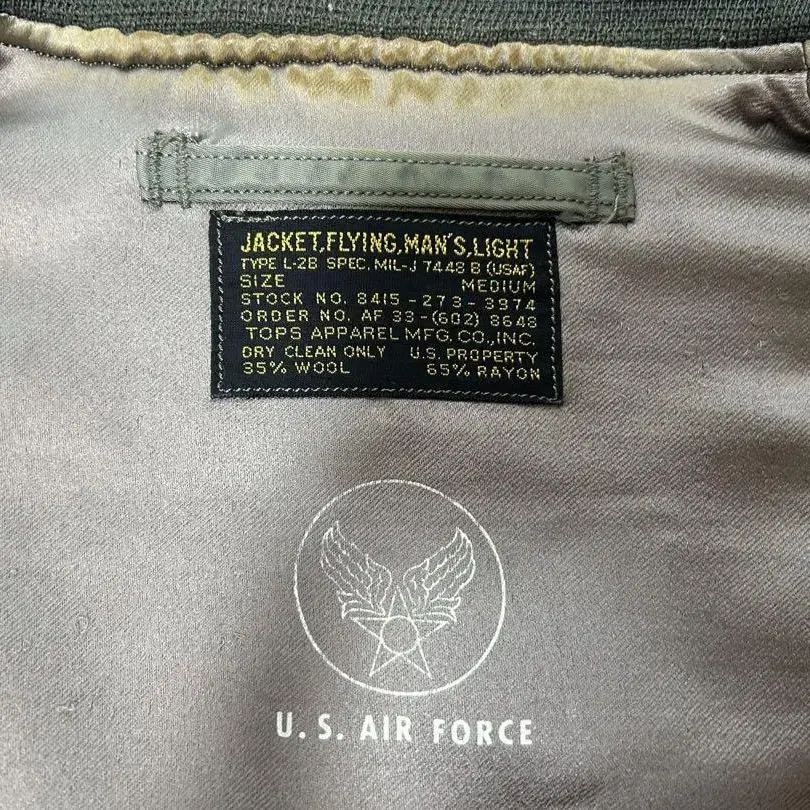 JACKET,FLYING,MAN'S,LIGHT
TYPE L-2B SPEC. MIL-J 7448 B (USAF)
SIZE MEDIUM
STOCK NO. 8415-273-3974
ORDER NO. AF 33-(602) 8648
TOPS APPAREL MFG. CO., INC.
DRY CLEAN ONLY U.S. PROPERTY
35% WOOL 65% RAYON
U.S. AIR FORCE